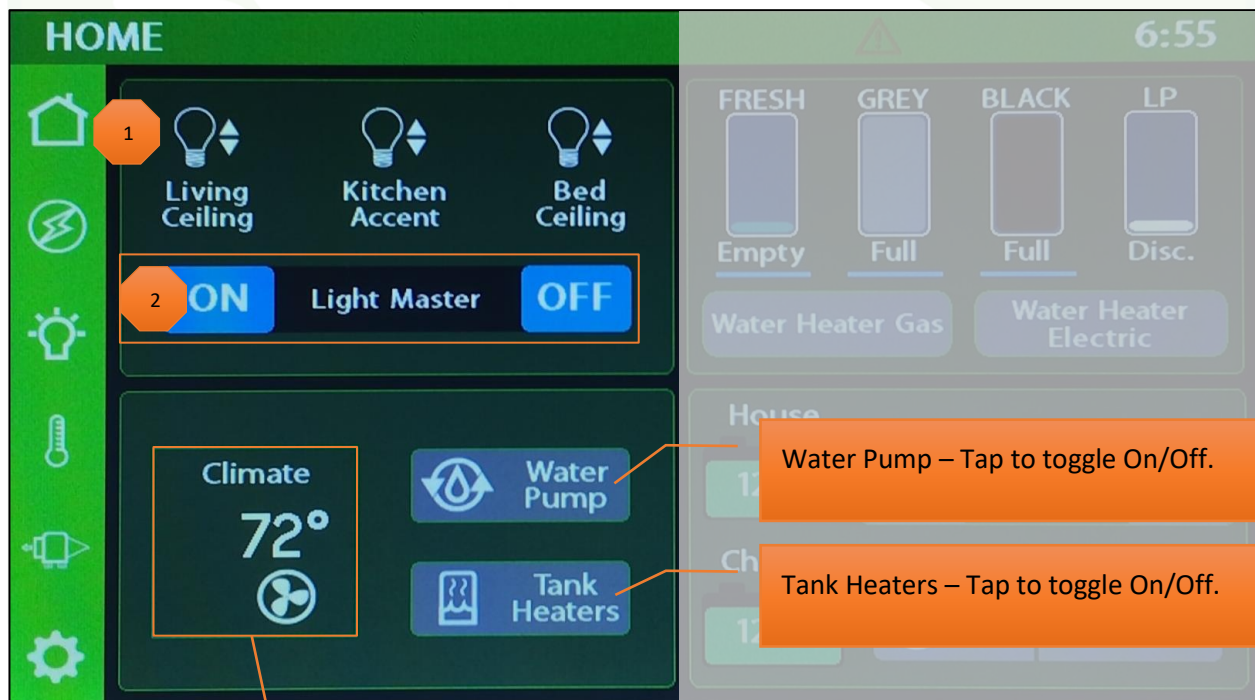 HOME
6:55
1
Living
Ceiling
Kitchen
Accent
Bed
Ceiling
2
ON
Light Master
OFF
FRESH
GREY
BLACK
LP
Empty
Full
Full
Disc.
Water Heater Gas
Water Heater
Electric
Climate
72°
Water
Pump
Tank
Heaters
House
Water Pump – Tap to toggle On/Off.
Tank Heaters – Tap to toggle On/Off.